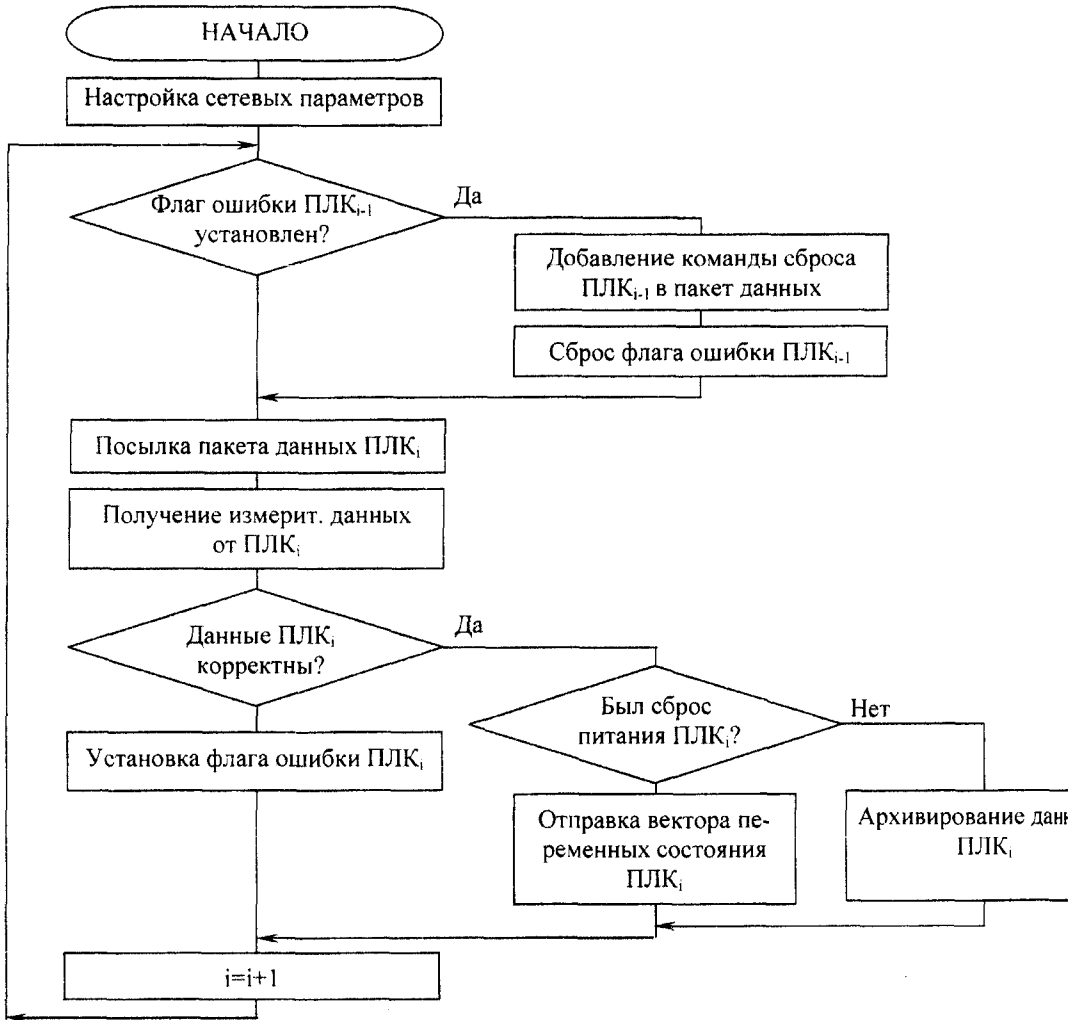 НАЧАЛО
Настройка сетевых параметров
Флаг ошибки ПЛКi-1
установлен?
Да
Добавление команды сброса
ПЛКi-1 в пакет данных
Сброс флага ошибки ПЛКi-1
Посылка пакета данных ПЛКi
Получение измерит. данных
от ПЛКi
Данные ПЛКi
корректны?
Да
Был сброс
питания ПЛКi?
Нет
Установка флага ошибки ПЛКi
Отправка вектора пе-
ременных состояния
ПЛКi
Архивирование дан
ПЛКi
i=i+1